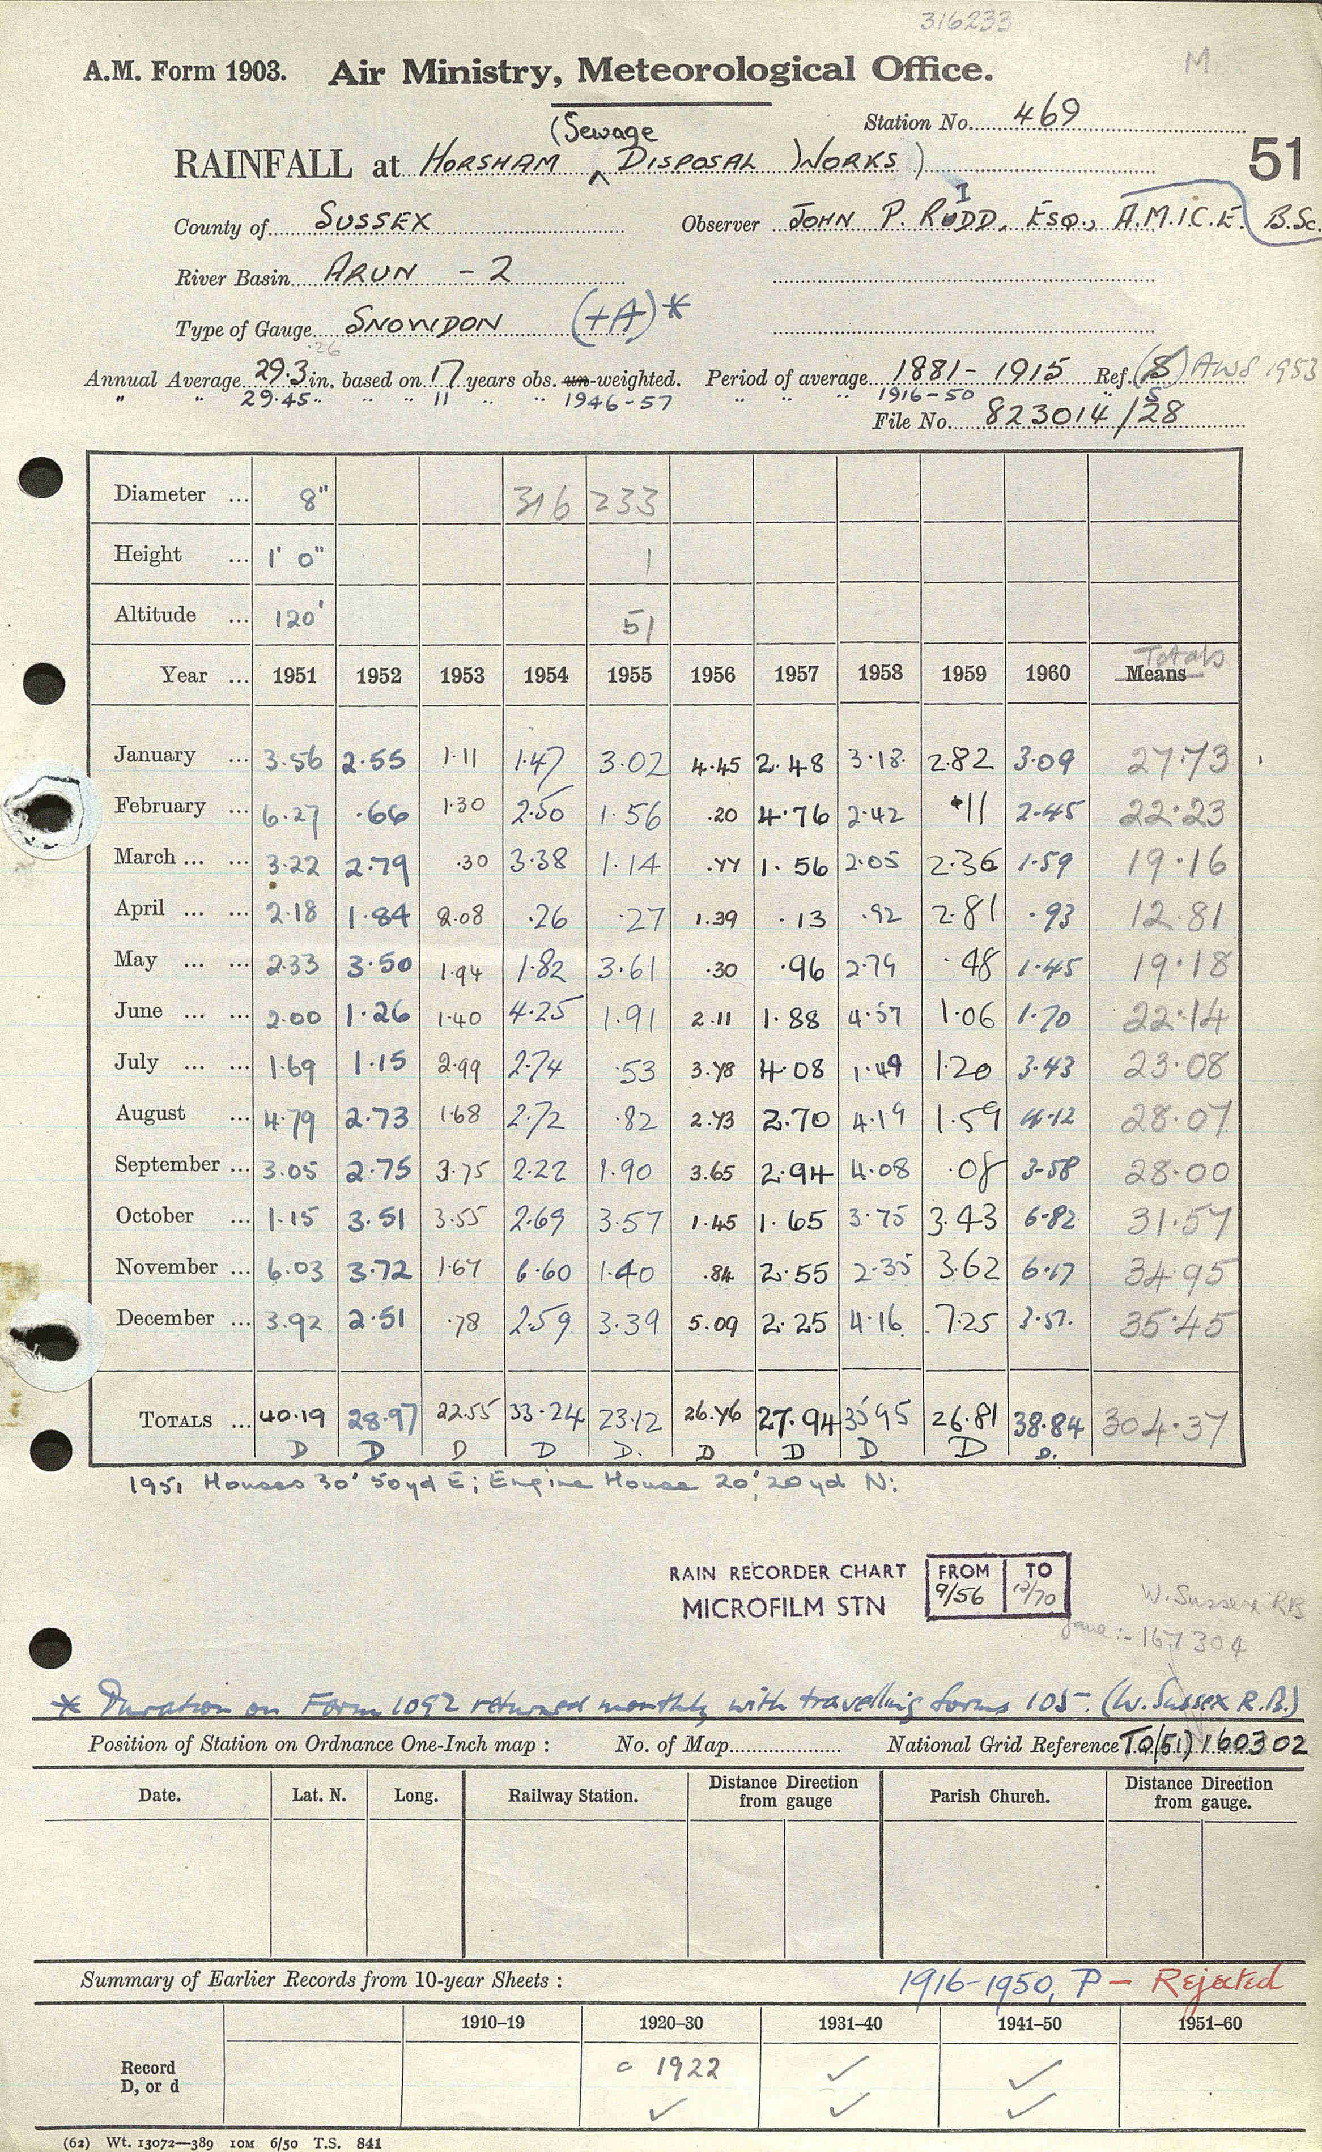 316233
M
A.M. Form 1903. Air Ministry, Meteorological Office.
Station No. 469
51
(Sewage
RAINFALL at HORSHAM ^ DISPOSAL WORKS)
County of SUSSEX Observer JOHN P. RUDD, ESQ., A.M.I.C.E. B.Sc.
I
River Basin ARUN - 2
Type of Gauge SNOWDON (+A)*
.26
Annual Average 29.3 in. based on 17 years obs. un-weighted. Period of average 1881-1915 Ref. (S) AWS 1953
" " 29.45 " " " 11 " " 1946-57 " " " 1916-50 " S
File No. 823014/28
Diameter ... 8" 316 233
Height ... 1' 0" 1
Altitude ... 120' 51
Totals
Year ... 1951 1952 1953 1954 1955 1956 1957 1958 1959 1960 Means
January ... 3.56 2.55 1.11 1.47 3.02 4.45 2.48 3.18 2.82 3.09 27.73
February ... 6.27 .66 1.30 2.50 1.56 .20 4.76 2.42 .11 2.45 22.23
March ... ... 3.22 2.79 .30 3.38 1.14 .77 1.56 2.05 2.36 1.59 19.16
April ... ... 2.18 1.84 2.08 .26 .27 1.39 .13 .92 2.81 .93 12.81
May ... ... 2.33 3.50 1.94 1.82 3.61 .30 .96 2.79 .48 1.45 19.18
June ... ... 2.00 1.26 1.40 4.25 1.91 2.11 1.88 4.57 1.06 1.70 22.14
July ... ... 1.69 1.15 2.99 2.74 .53 3.78 4.08 1.49 1.20 3.43 23.08
August ... 4.79 2.73 1.68 2.72 .82 2.73 2.70 4.19 1.59 4.12 28.07
September ... 3.05 2.75 3.75 2.22 1.90 3.65 2.94 4.08 .08 3.58 28.00
October ... 1.15 3.51 3.55 2.69 3.57 1.45 1.65 3.75 3.43 6.82 31.57
November ... 6.03 3.72 1.67 6.60 1.40 .84 2.55 2.35 3.62 6.17 34.95
December ... 3.92 2.51 .78 2.59 3.39 5.09 2.25 4.16 7.25 3.51 35.45
TOTALS ... 40.19 28.97 22.55 33.24 23.12 26.76 27.94 35.95 26.81 38.84 304.37
D D D D D. D D D D D.
1951 Houses 30' 50yd E; Engine House 20', 20yd N:
RAIN RECORDER CHART FROM TO
MICROFILM STN 9/56 12/70
W. Sussex RB
167304
* Duration on Form 1092 returned monthly with travelling forms 105. (W. Sussex R.B.)
Position of Station on Ordnance One-Inch map : No. of Map National Grid Reference TQ(51)160302
Date. Lat. N. Long. Railway Station. Distance Direction from gauge Parish Church. Distance Direction from gauge.
Summary of Earlier Records from 10-year Sheets : 1916-1950, P - Rejected
1910–19 1920–30 1931–40 1941–50 1951–60
Record c 1922 ✓ ✓
D, or d ✓ ✓ ✓
(62) Wt. 13072—389 10M 6/50 T.S. 841